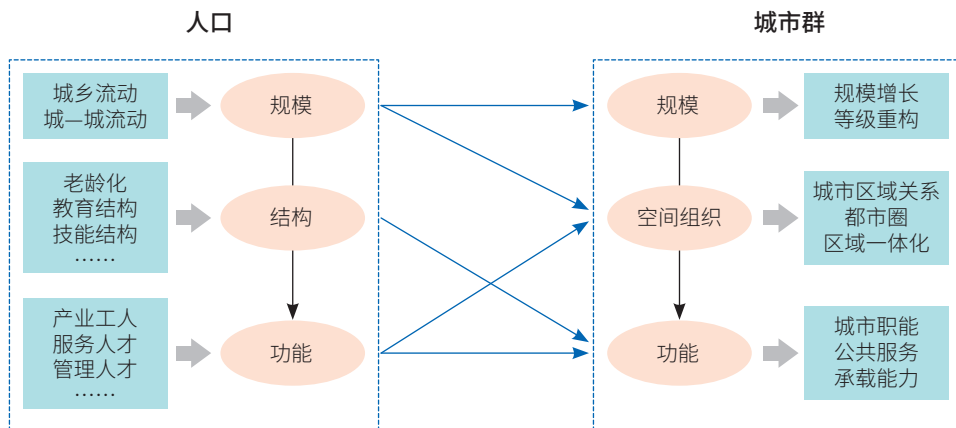 人口
城市群
城乡流动
城—城流动
规模
规模
规模增长
等级重构
老龄化
教育结构
技能结构
……
结构
空间组织
城市区域关系
都市圈
区域一体化
产业工人
服务人才
管理人才
……
功能
功能
城市职能
公共服务
承载能力